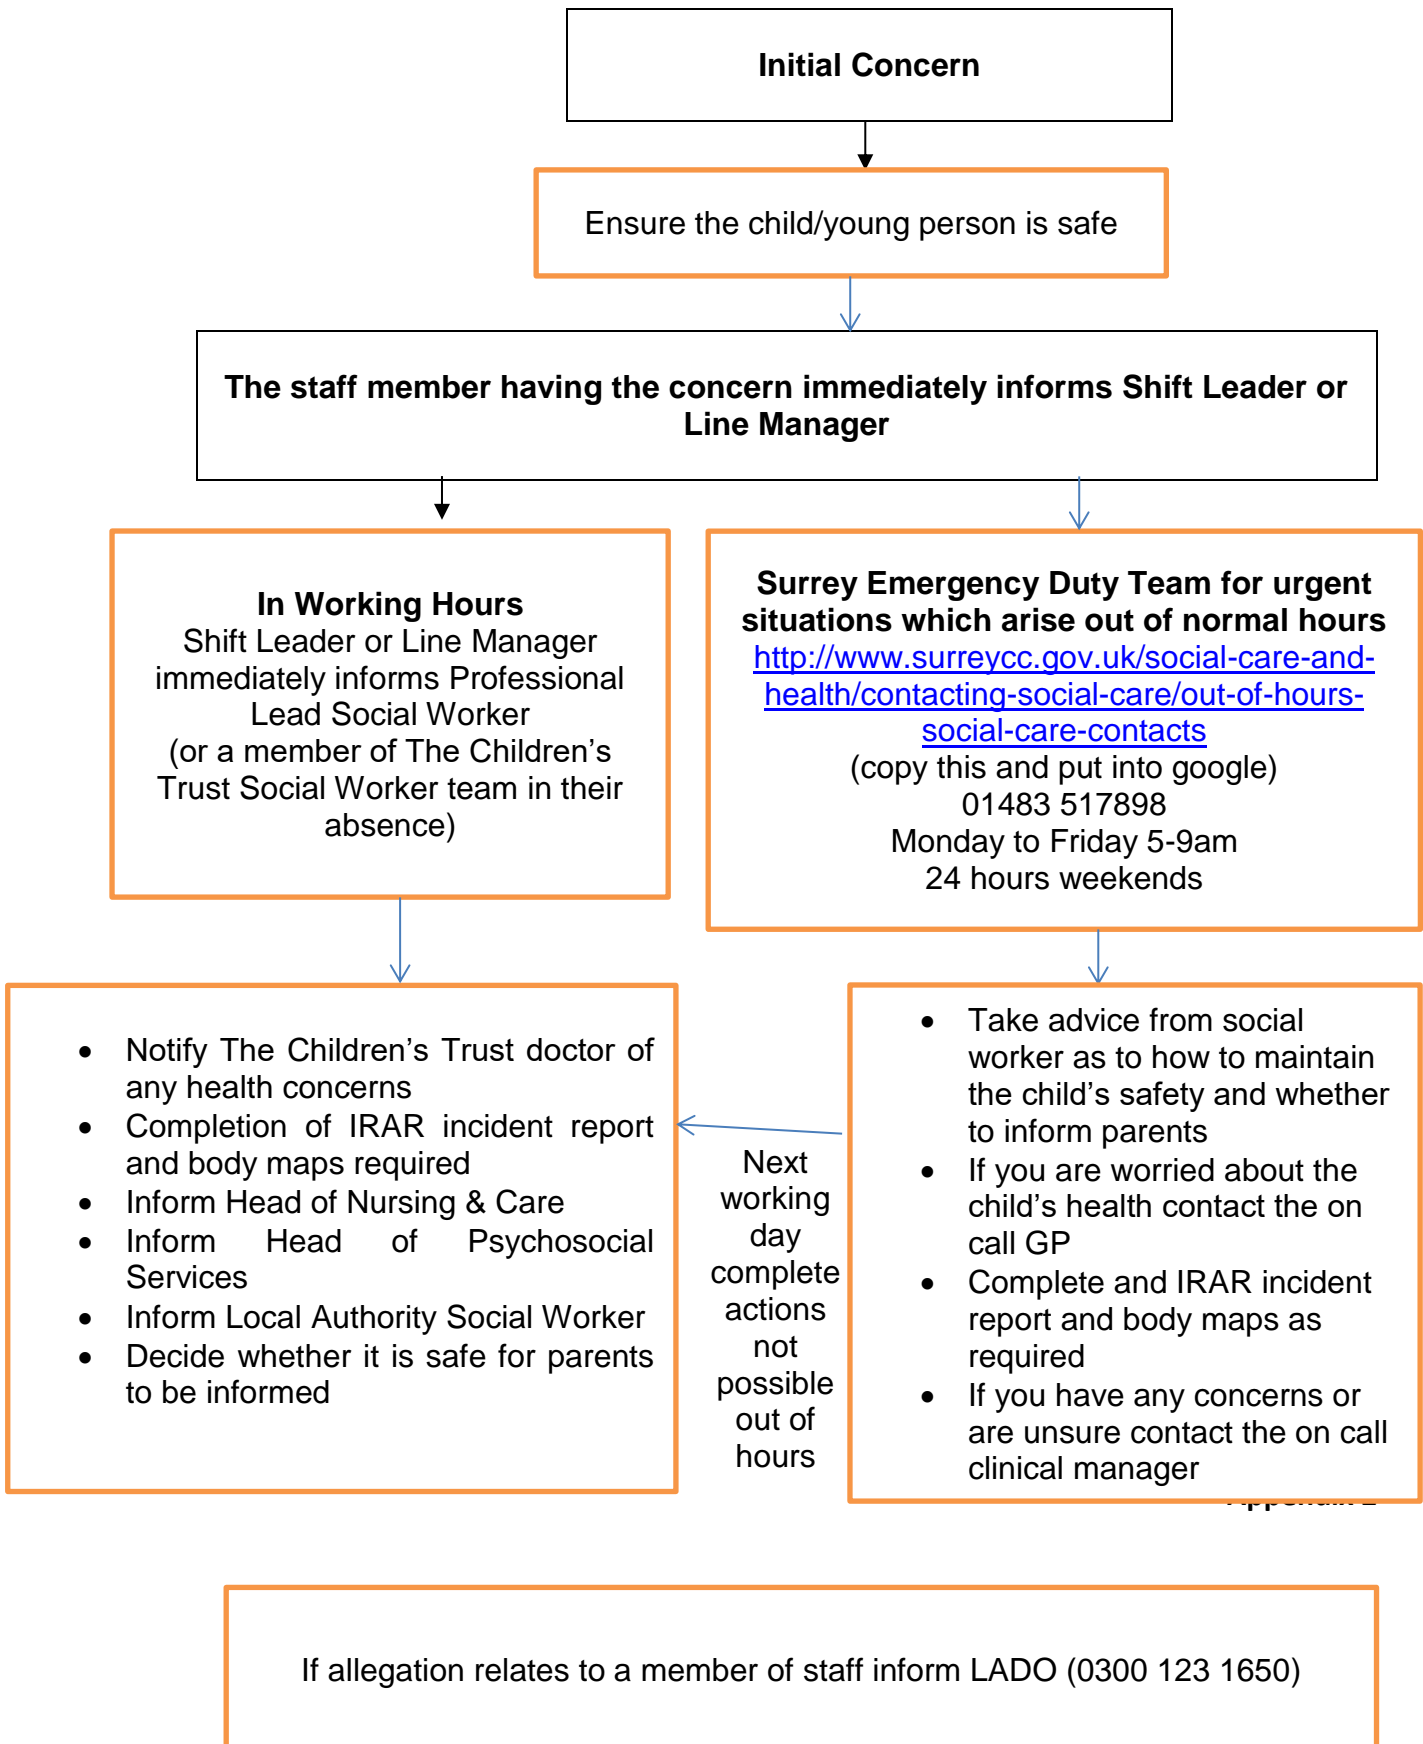 Initial Concern
Ensure the child/young person is safe
The staff member having the concern immediately informs Shift Leader or
Line Manager
In Working Hours
Shift Leader or Line Manager
immediately informs Professional
Lead Social Worker
(or a member of The Children’s
Trust Social Worker team in their
absence)
Surrey Emergency Duty Team for urgent
situations which arise out of normal hours
http://www.surreycc.gov.uk/social-care-and-
health/contacting-social-care/out-of-hours-
social-care-contacts
(copy this and put into google)
01483 517898
Monday to Friday 5-9am
24 hours weekends
• Notify The Children’s Trust doctor of
any health concerns
• Completion of IRAR incident report
and body maps required
• Inform Head of Nursing & Care
• Inform Head of Psychosocial
Services
• Inform Local Authority Social Worker
• Decide whether it is safe for parents
to be informed
Next
working
day
complete
actions
not
possible
out of
hours
• Take advice from social
worker as to how to maintain
the child’s safety and whether
to inform parents
• If you are worried about the
child’s health contact the on
call GP
• Complete and IRAR incident
report and body maps as
required
• If you have any concerns or
are unsure contact the on call
clinical manager
If allegation relates to a member of staff inform LADO (0300 123 1650)